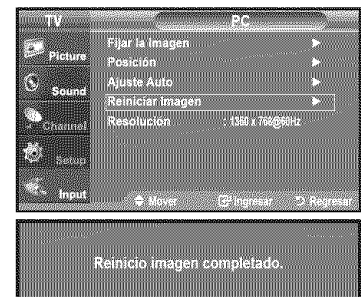 TV PC
Picture
Sound
Channel
Setup
Input
Fijar la Imagen
Posición
Ajuste Auto
Reiniciar Imagen
Resolución : 1360 x 768@60Hz
Mover Ingresar Regresar
Reinicio imagen completado.